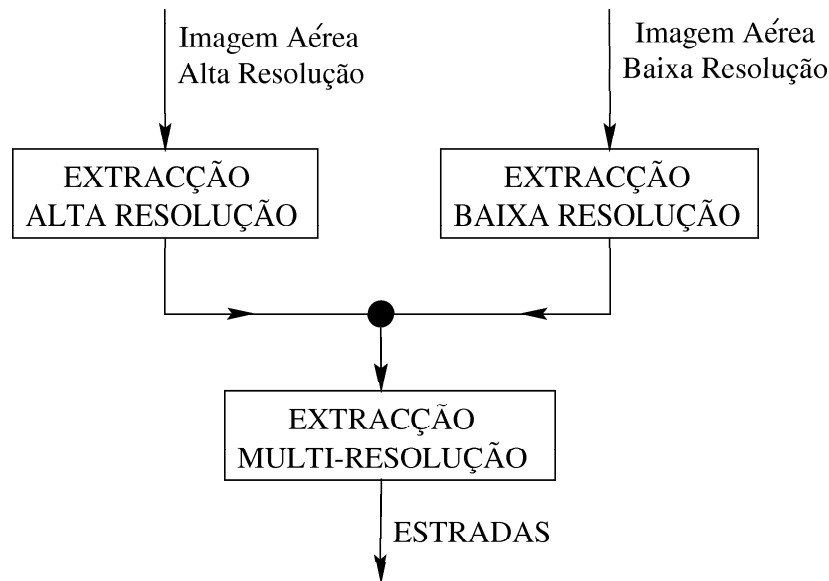 Imagem Aérea
Alta Resolução
Imagem Aérea
Baixa Resolução
EXTRACÇÃO
ALTA RESOLUÇÃO
EXTRACÇÃO
BAIXA RESOLUÇÃO
EXTRACÇÃO
MULTI-RESOLUÇÃO
ESTRADAS